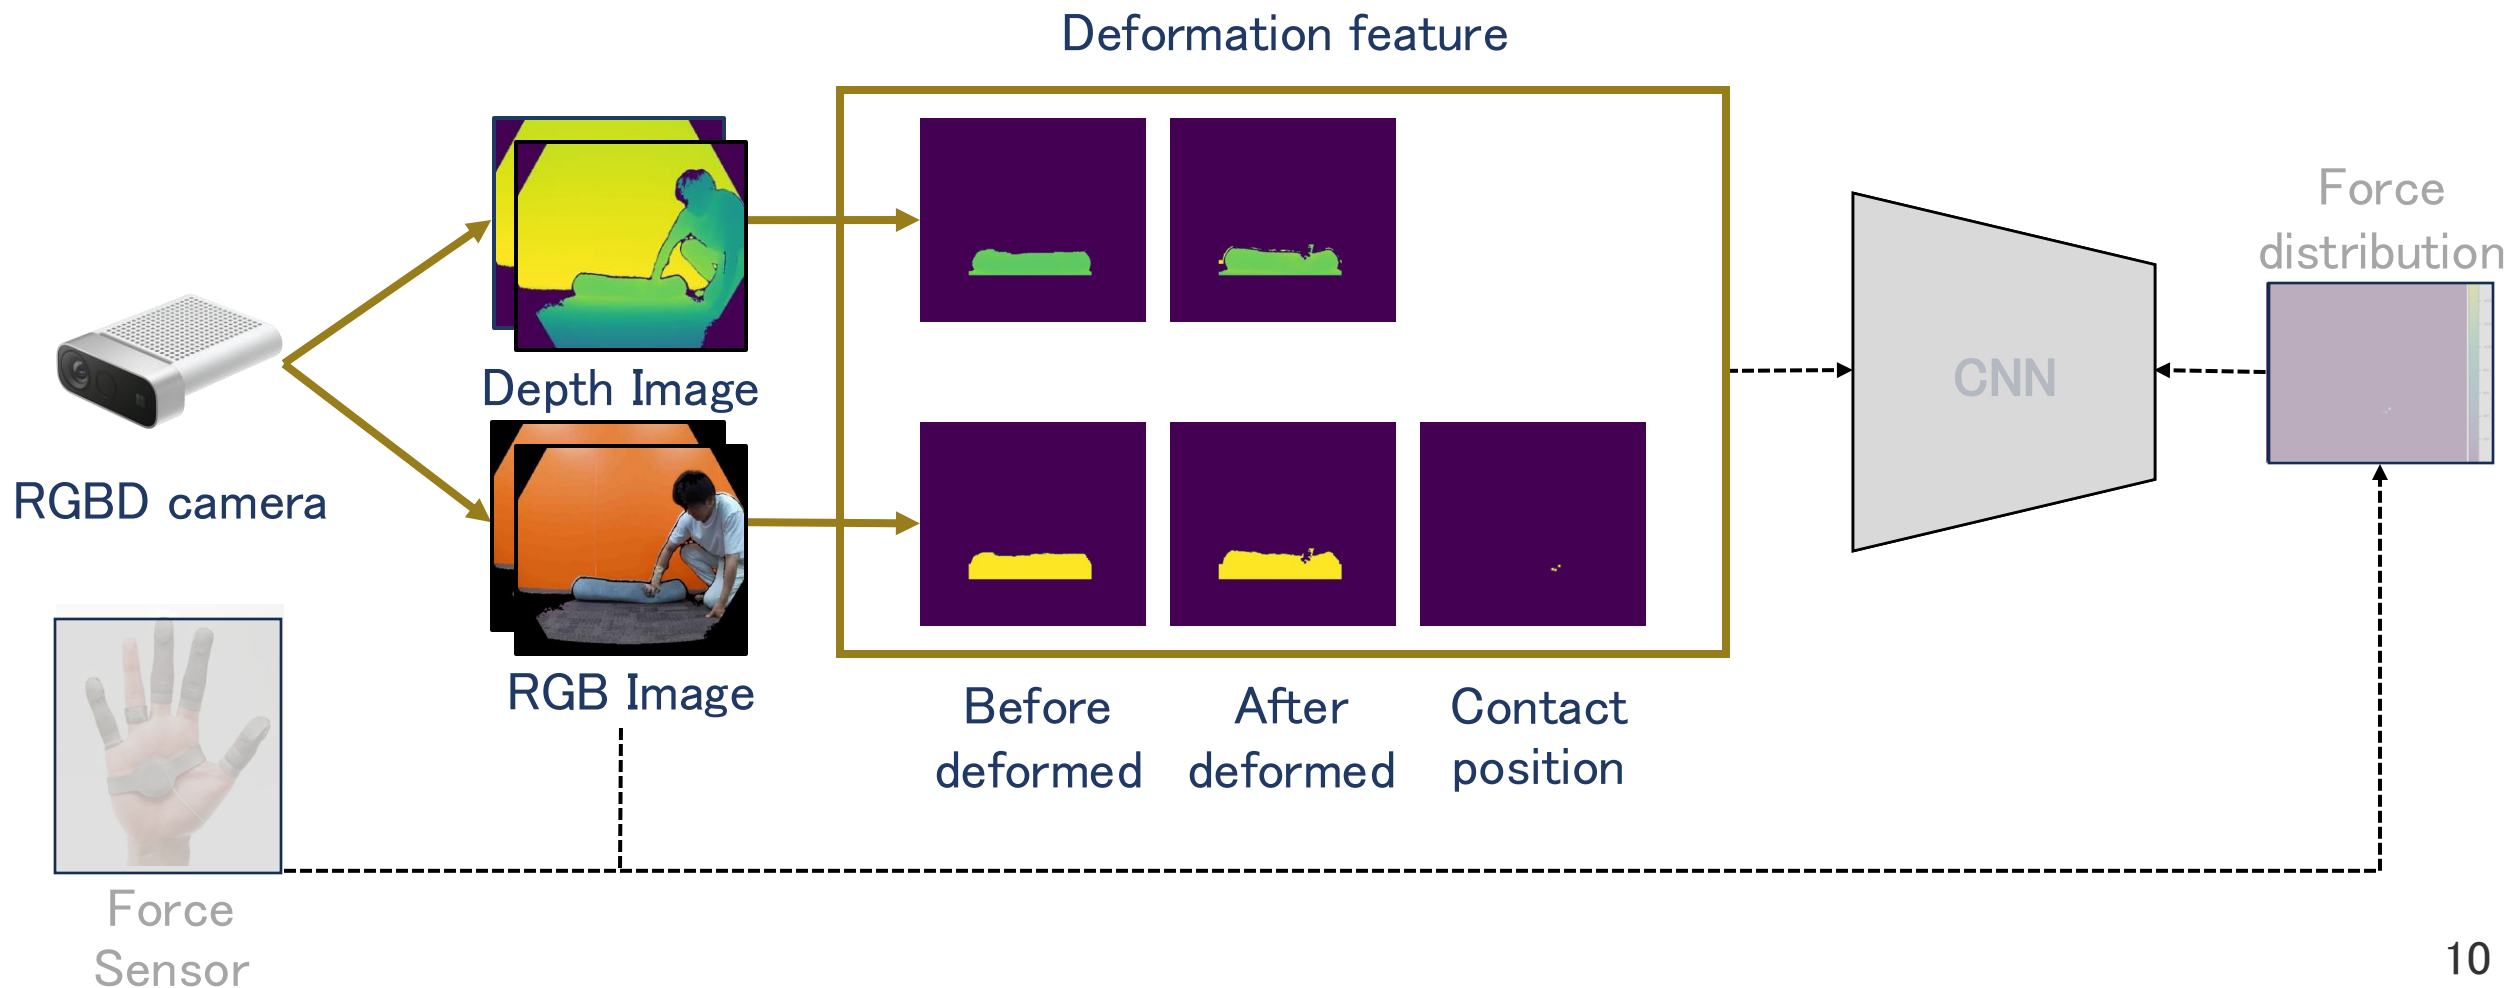 Deformation feature
Depth Image
RGBD camera
RGB Image
Before
deformed
After
deformed
Contact
position
CNN
Force
distribution
Force
Sensor
10